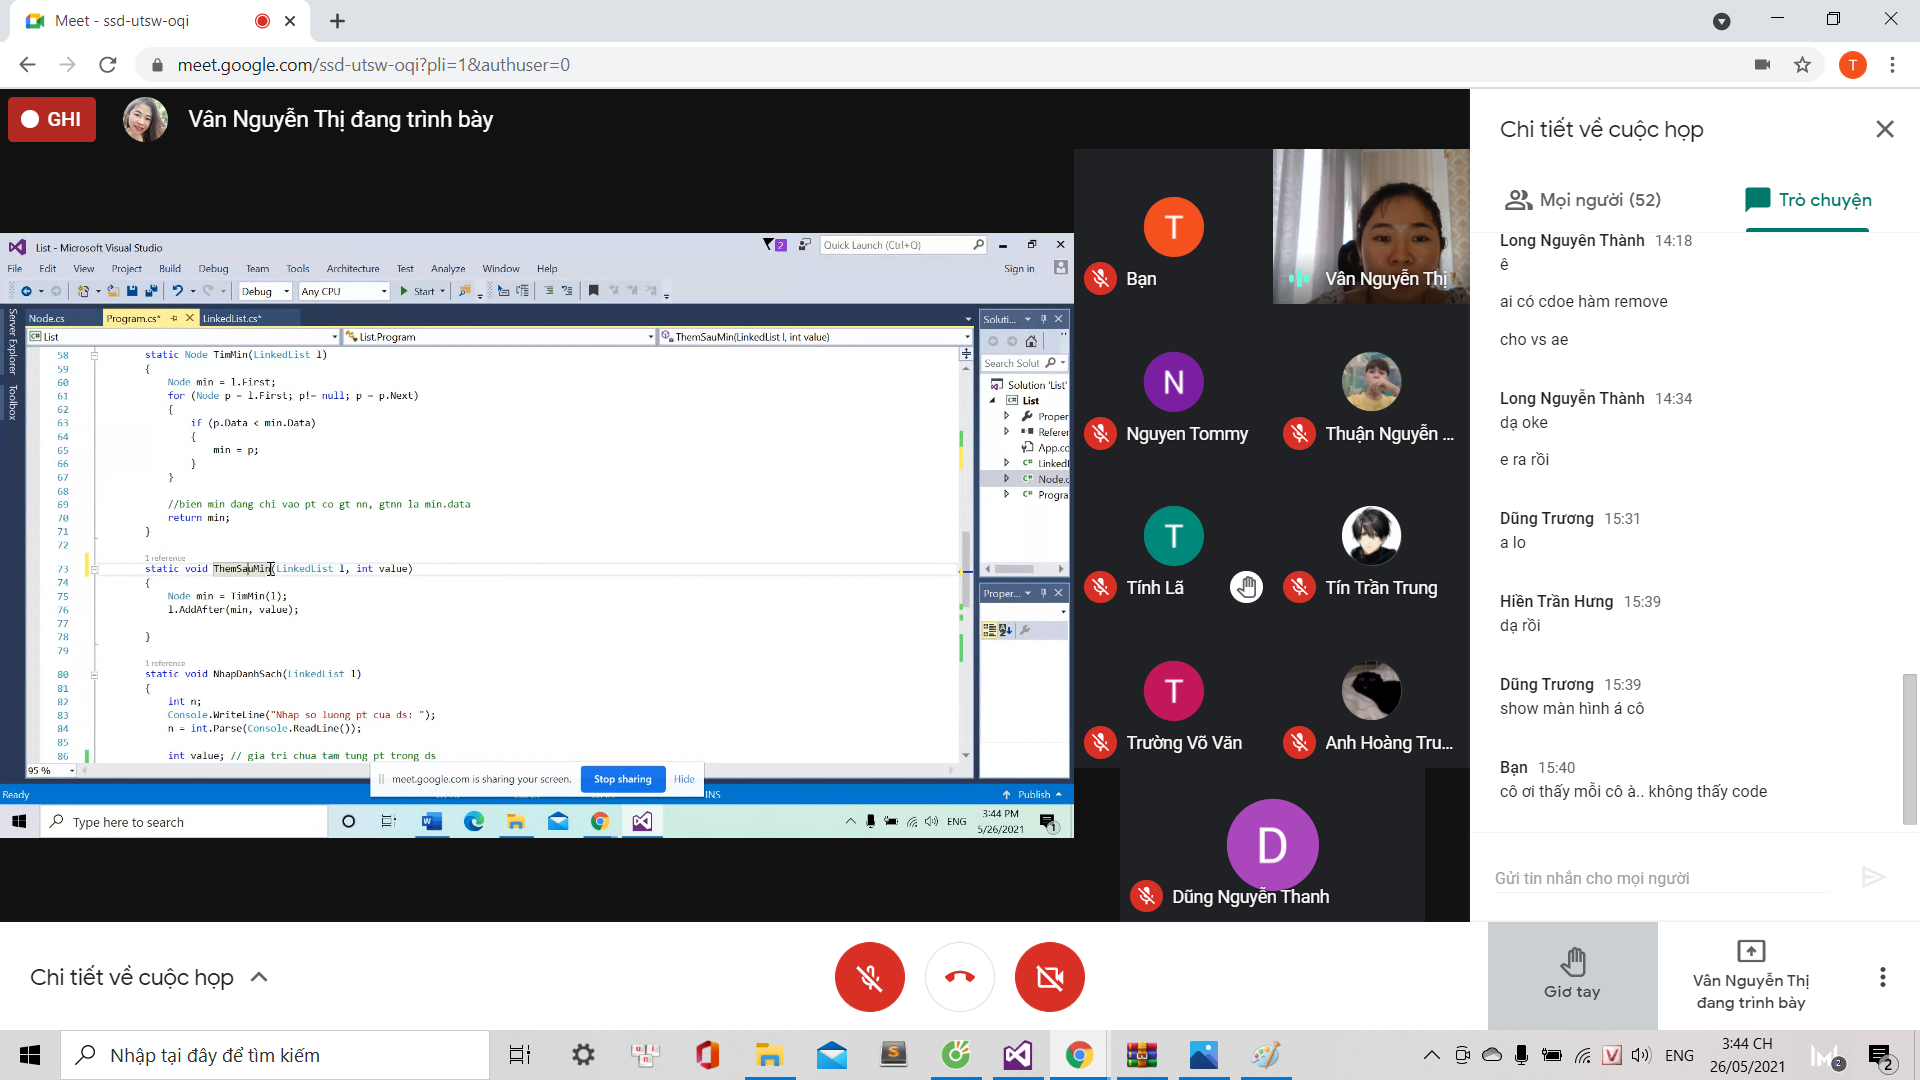 Meet - ssd-utsw-oqi
meet.google.com/ssd-utsw-oqi?pli=1&authuser=0
T
GHI
Vân Nguyễn Thị đang trình bày
List - Microsoft Visual Studio
2
Quick Launch (Ctrl+Q)
File Edit View Project Build Debug Team Tools Architecture Test Analyze Window Help
Sign in
Debug
Any CPU
Start
Server Explorer
Toolbox
Node.cs
Program.cs*
LinkedList.cs*
List
List.Program
ThemSauMin(LinkedList l, int value)
58 static Node TimMin(LinkedList l)
59 {
60 Node min = l.First;
61 for (Node p = l.First; p!= null; p = p.Next)
62 {
63 if (p.Data < min.Data)
64 {
65 min = p;
66 }
67 }
68
69 //bien min dang chi vao pt co gt nn, gtnn la min.data
70 return min;
71 }
72
1 reference
73 static void ThemSauMin(LinkedList l, int value)
74 {
75 Node min = TimMin(l);
76 l.AddAfter(min, value);
77
78 }
79
1 reference
80 static void NhapDanhSach(LinkedList l)
81 {
82 int n;
83 Console.WriteLine("Nhap so luong pt cua ds: ");
84 n = int.Parse(Console.ReadLine());
85
86 int value; // gia tri chua tam tung pt trong ds
95 %
Soluti...
Search Solut
Solution 'List'
List
Proper
Referer
App.co
Linkedl
Node.c
Progra
Proper...
meet.google.com is sharing your screen.
Stop sharing
Hide
Ready
INS
Publish
Type here to search
ENG
3:44 PM
5/26/2021
1
T
Bạn
Vân Nguyễn Thị
N
Nguyen Tommy
Thuận Nguyễn ...
T
Tính Lã
Tín Trần Trung
T
Trường Võ Văn
Anh Hoàng Tru...
D
Dũng Nguyễn Thanh
Chi tiết về cuộc họp
Mọi người (52)
Trò chuyện
Long Nguyên Thành 14:18
ê
ai có cdoe hàm remove
cho vs ae
Long Nguyễn Thành 14:34
dạ oke
e ra rồi
Dũng Trương 15:31
a lo
Hiền Trần Hưng 15:39
dạ rồi
Dũng Trương 15:39
show màn hình á cô
Bạn 15:40
cô ơi thấy mỗi cô à.. không thấy code
Gửi tin nhắn cho mọi người
Chi tiết về cuộc họp
Giơ tay
Vân Nguyễn Thị
đang trình bày
Nhập tại đây để tìm kiếm
ENG
3:44 CH
26/05/2021
2
2